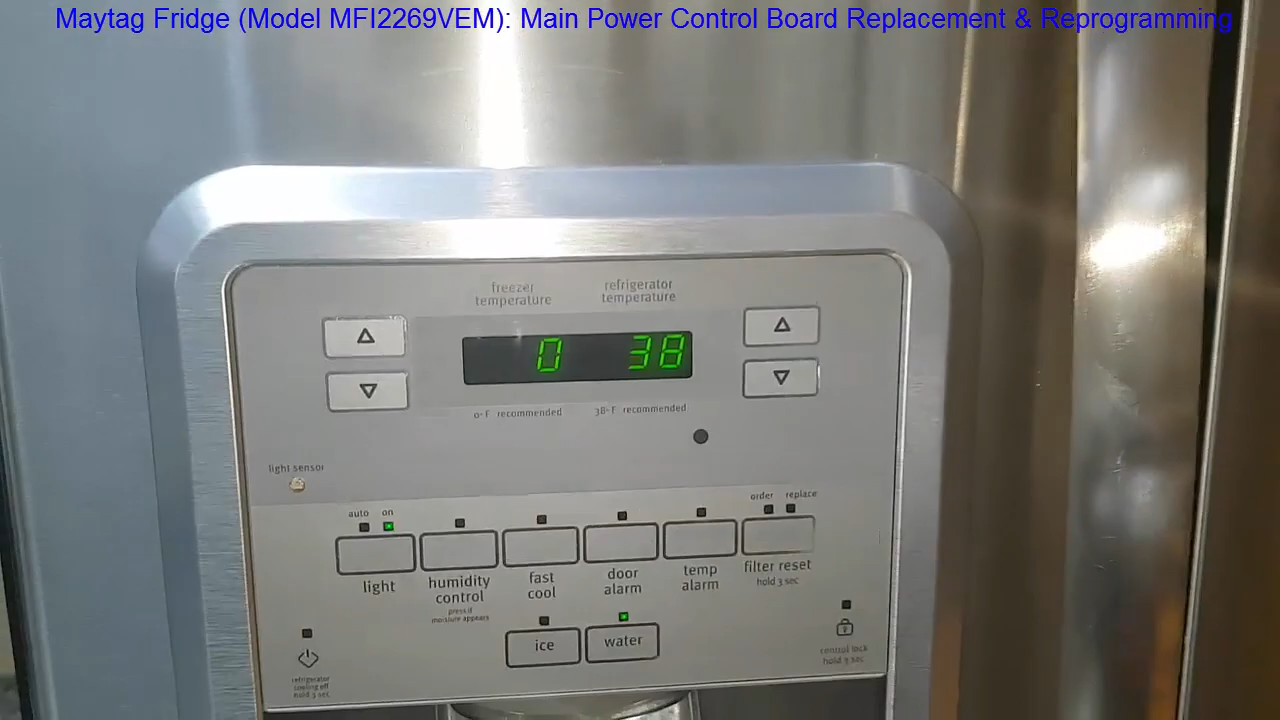 Maytag Fridge (Model MFI2269VEM): Main Power Control Board Replacement & Reprogramming
freezer
temperature
refrigerator
temperature
0
38
0° F recommended
38° F recommended
light sensor
auto on
order replace
light
humidity
control
press if
moisture appears
fast
cool
door
alarm
temp
alarm
filter reset
hold 3 sec
ice
water
refrigerator
cooling off
hold 3 sec
control lock
hold 3 sec